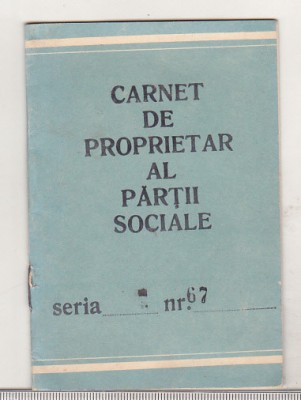 CARNET
DE
PROPRIETAR
AL
PĂRȚII
SOCIALE
seria nr. 67